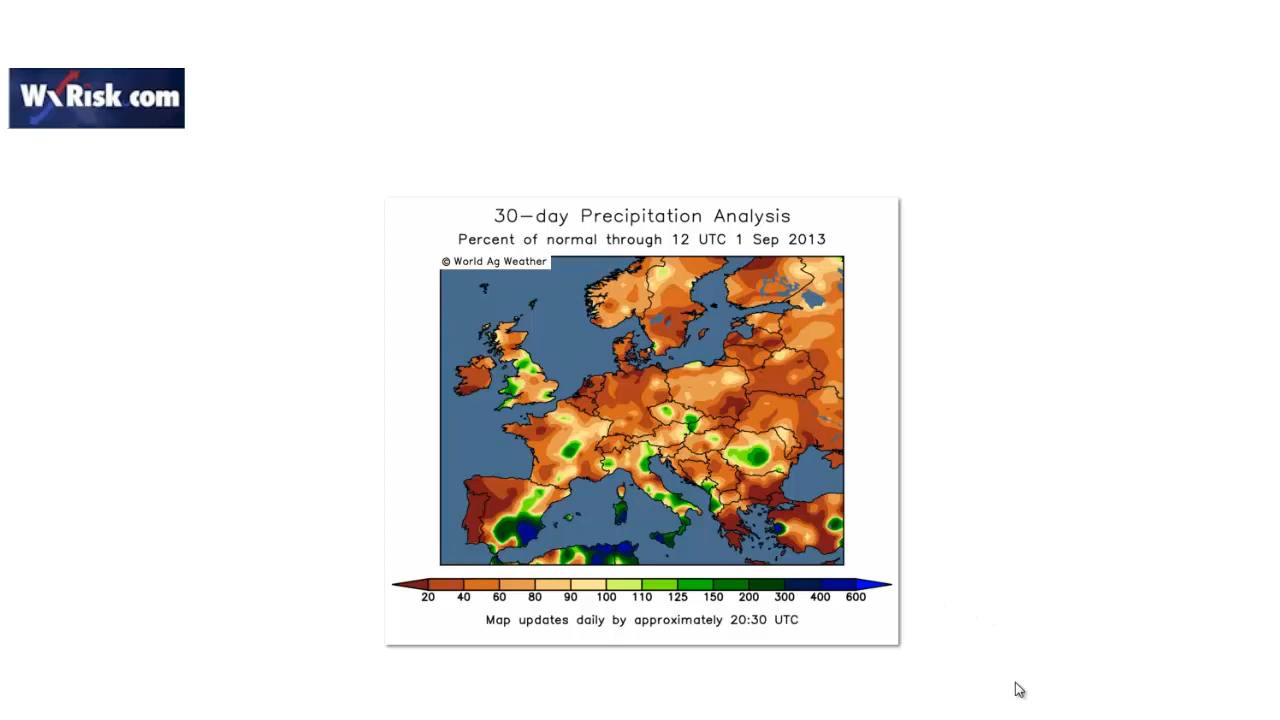 WxRisk.com
30-day Precipitation Analysis
Percent of normal through 12 UTC 1 Sep 2013
© World Ag Weather
20 40 60 80 90 100 110 125 150 200 300 400 600
Map updates daily by approximately 20:30 UTC